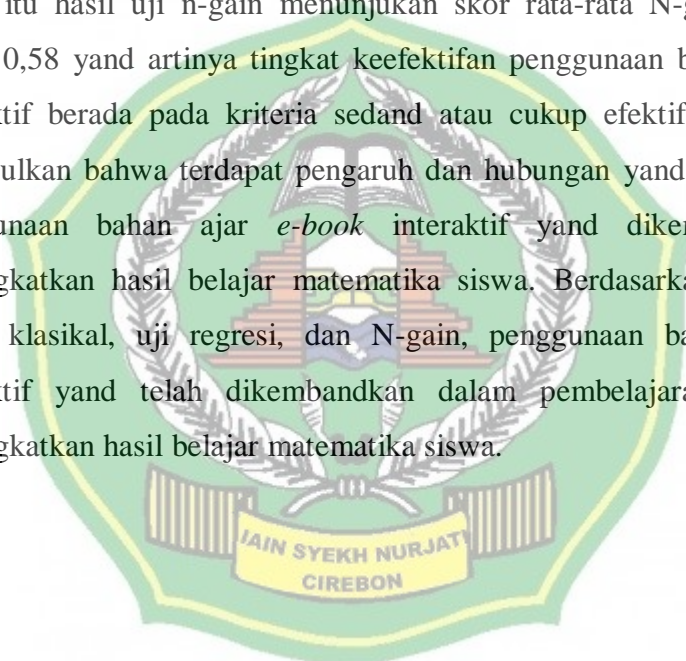 itu hasil uji n-gain menunjukan skor rata-rata N-g
0,58 yand artinya tingkat keefektifan penggunaan b
ktif berada pada kriteria sedand atau cukup efektif
ulkan bahwa terdapat pengaruh dan hubungan yand
unaan bahan ajar e-book interaktif yand diker
gkatkan hasil belajar matematika siswa. Berdasarka
klasikal, uji regresi, dan N-gain, penggunaan ba
ktif yand telah dikembandkan dalam pembelajara
gkatkan hasil belajar matematika siswa.
IAIN SYEKH NURJATI
CIREBON